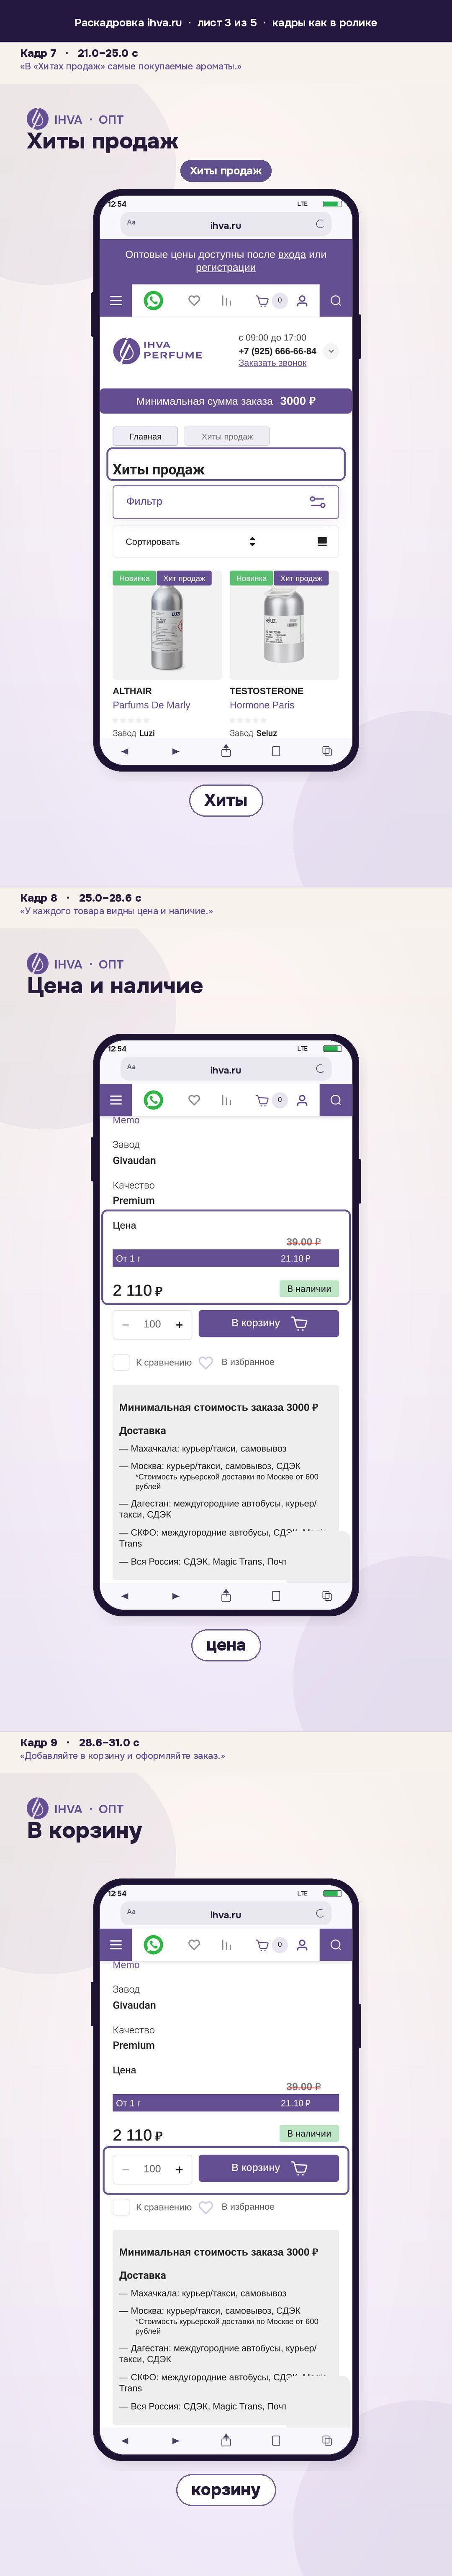 Раскадровка ihva.ru · лист 3 из 5 · кадры как в ролике
Кадр 7 · 21.0–25.0 с
«В «Хитах продаж» самые покупаемые ароматы.»
IHVA · ОПТ
Хиты продаж
Хиты продаж
12:54 LTE
Aa ihva.ru
Оптовые цены доступны после входа или
регистрации
0
IHVA
PERFUME
с 09:00 до 17:00
+7 (925) 666-66-84
Заказать звонок
Минимальная сумма заказа 3000 ₽
Главная Хиты продаж
Хиты продаж
Фильтр
Сортировать
Новинка Хит продаж Новинка Хит продаж
LUZI
seluz
ALTHAIR TESTOSTERONE
Parfums De Marly Hormone Paris
Завод Luzi Завод Seluz
Хиты
Кадр 8 · 25.0–28.6 с
«У каждого товара видны цена и наличие.»
IHVA · ОПТ
Цена и наличие
12:54 LTE
Aa ihva.ru
0
Memo
Завод
Givaudan
Качество
Premium
Цена
39.00 ₽
От 1 г 21.10 ₽
2 110 ₽ В наличии
− 100 + В корзину
К сравнению В избранное
Минимальная стоимость заказа 3000 ₽
Доставка
— Махачкала: курьер/такси, самовывоз
— Москва: курьер/такси, самовывоз, СДЭК
*Стоимость курьерской доставки по Москве от 600
рублей
— Дагестан: междугородние автобусы, курьер/
такси, СДЭК
— СКФО: междугородние автобусы, СДЭК, Magic
Trans
— Вся Россия: СДЭК, Magic Trans, Почт
цена
Кадр 9 · 28.6–31.0 с
«Добавляйте в корзину и оформляйте заказ.»
IHVA · ОПТ
В корзину
12:54 LTE
Aa ihva.ru
0
Memo
Завод
Givaudan
Качество
Premium
Цена
39.00 ₽
От 1 г 21.10 ₽
2 110 ₽ В наличии
− 100 + В корзину
К сравнению В избранное
Минимальная стоимость заказа 3000 ₽
Доставка
— Махачкала: курьер/такси, самовывоз
— Москва: курьер/такси, самовывоз, СДЭК
*Стоимость курьерской доставки по Москве от 600
рублей
— Дагестан: междугородние автобусы, курьер/
такси, СДЭК
— СКФО: междугородние автобусы, СДЭК, Magic
Trans
— Вся Россия: СДЭК, Magic Trans, Почт
корзину